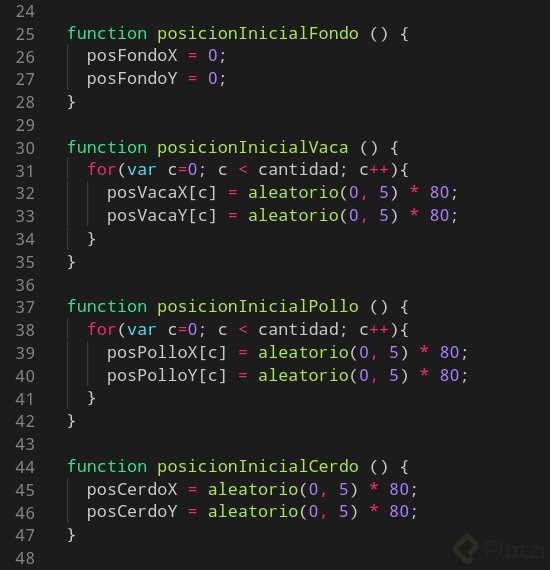 24
25 function posicionInicialFondo () {
26 posFondoX = 0;
27 posFondoY = 0;
28 }
29
30 function posicionInicialVaca () {
31 for(var c=0; c < cantidad; c++){
32 posVacaX[c] = aleatorio(0, 5) * 80;
33 posVacaY[c] = aleatorio(0, 5) * 80;
34 }
35 }
36
37 function posicionInicialPollo () {
38 for(var c=0; c < cantidad; c++){
39 posPolloX[c] = aleatorio(0, 5) * 80;
40 posPolloY[c] = aleatorio(0, 5) * 80;
41 }
42 }
43
44 function posicionInicialCerdo () {
45 posCerdoX = aleatorio(0, 5) * 80;
46 posCerdoY = aleatorio(0, 5) * 80;
47 }
48
Platzi